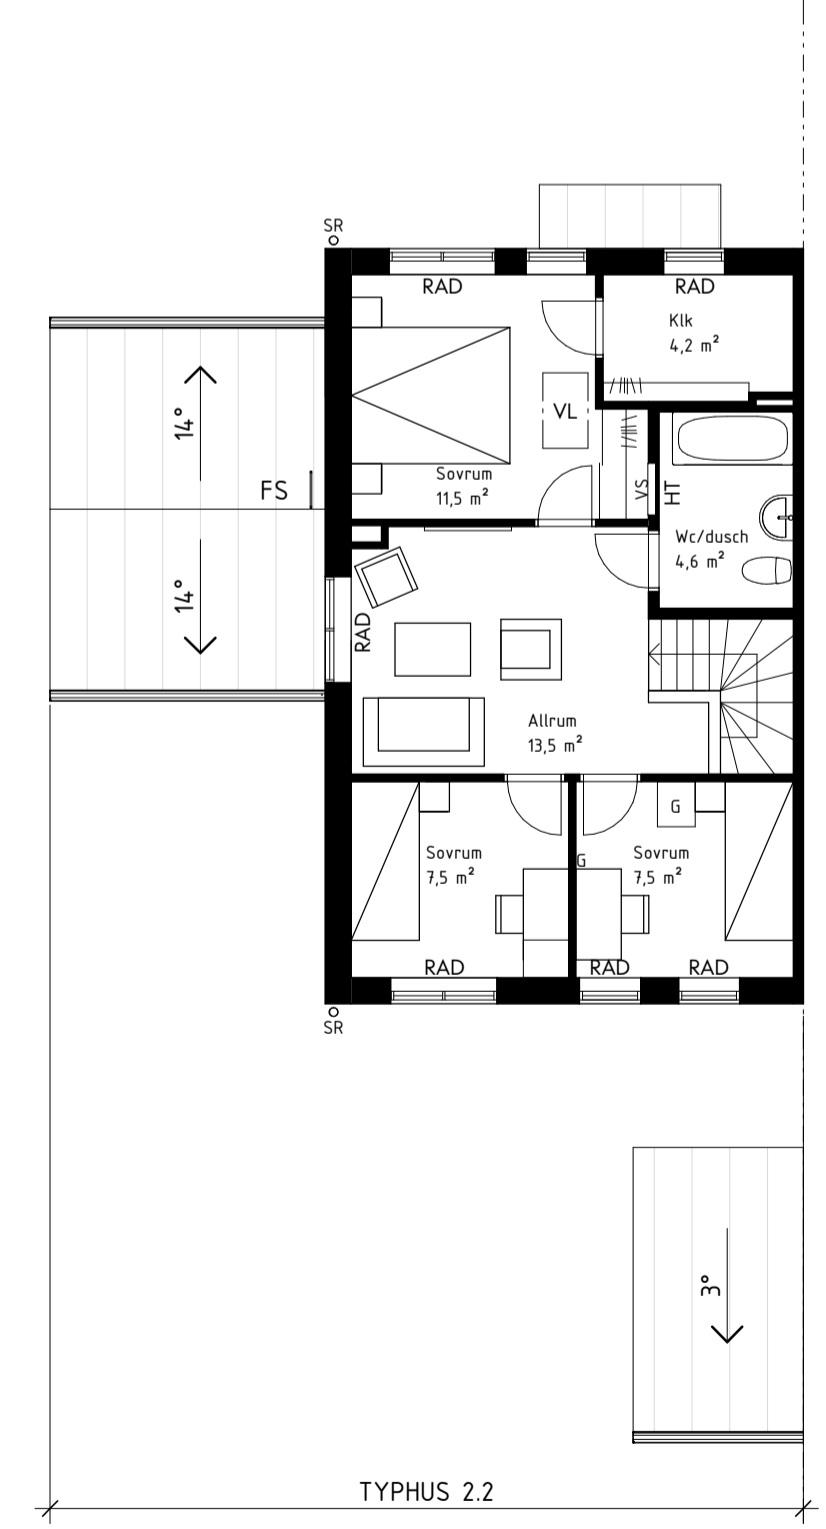 SR
RAD
RAD
Klk
4,2 m²
14°
VL
FS
Sovrum
11,5 m²
VS
HT
Wc/dusch
4,6 m²
14°
RAD
Allrum
13,5 m²
G
Sovrum
7,5 m²
G
Sovrum
7,5 m²
RAD
RAD
RAD
SR
3°
TYPHUS 2.2